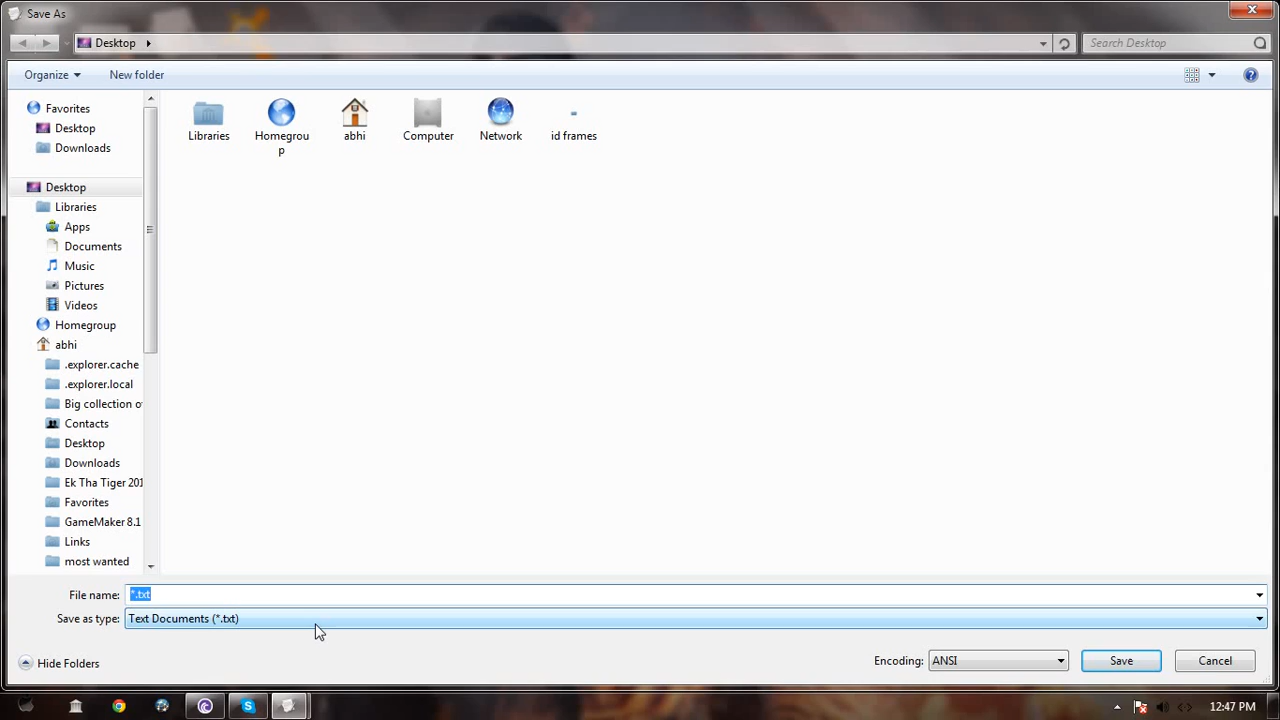 Save As
Desktop
Search Desktop
Organize
New folder
Favorites
Desktop
Downloads
Desktop
Libraries
Apps
Documents
Music
Pictures
Videos
Homegroup
abhi
.explorer.cache
.explorer.local
Big collection of
Contacts
Desktop
Downloads
Ek Tha Tiger 201
Favorites
GameMaker 8.1
Links
most wanted
Libraries
Homegrou
p
abhi
Computer
Network
id frames
File name: *.txt
Save as type: Text Documents (*.txt)
Hide Folders
Encoding: ANSI
Save
Cancel
12:47 PM